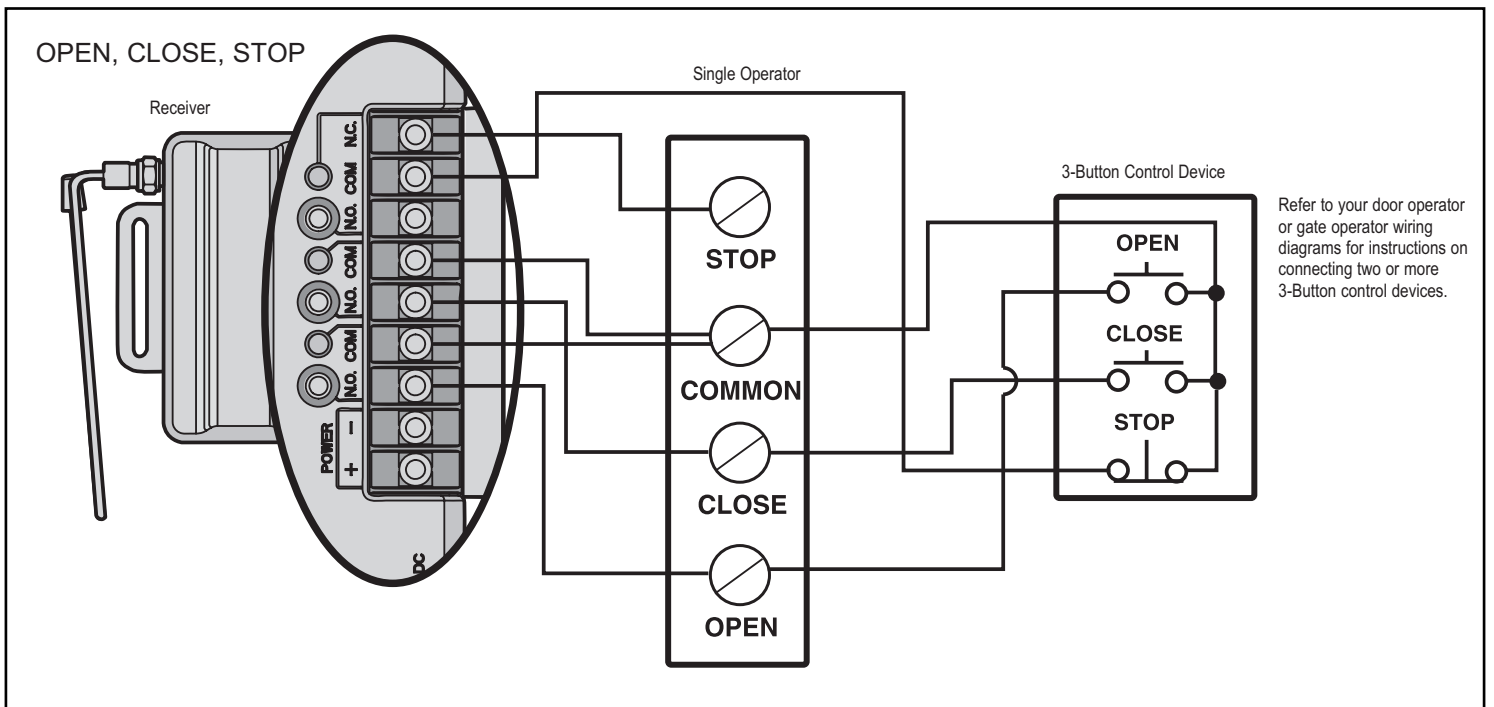 OPEN, CLOSE, STOP
Receiver
N.C.
COM
N.O.
COM
N.O.
COM
N.O.
POWER
-
+
DC
Single Operator
STOP
COMMON
CLOSE
OPEN
3-Button Control Device
OPEN
CLOSE
STOP
Refer to your door operator
or gate operator wiring
diagrams for instructions on
connecting two or more
3-Button control devices.